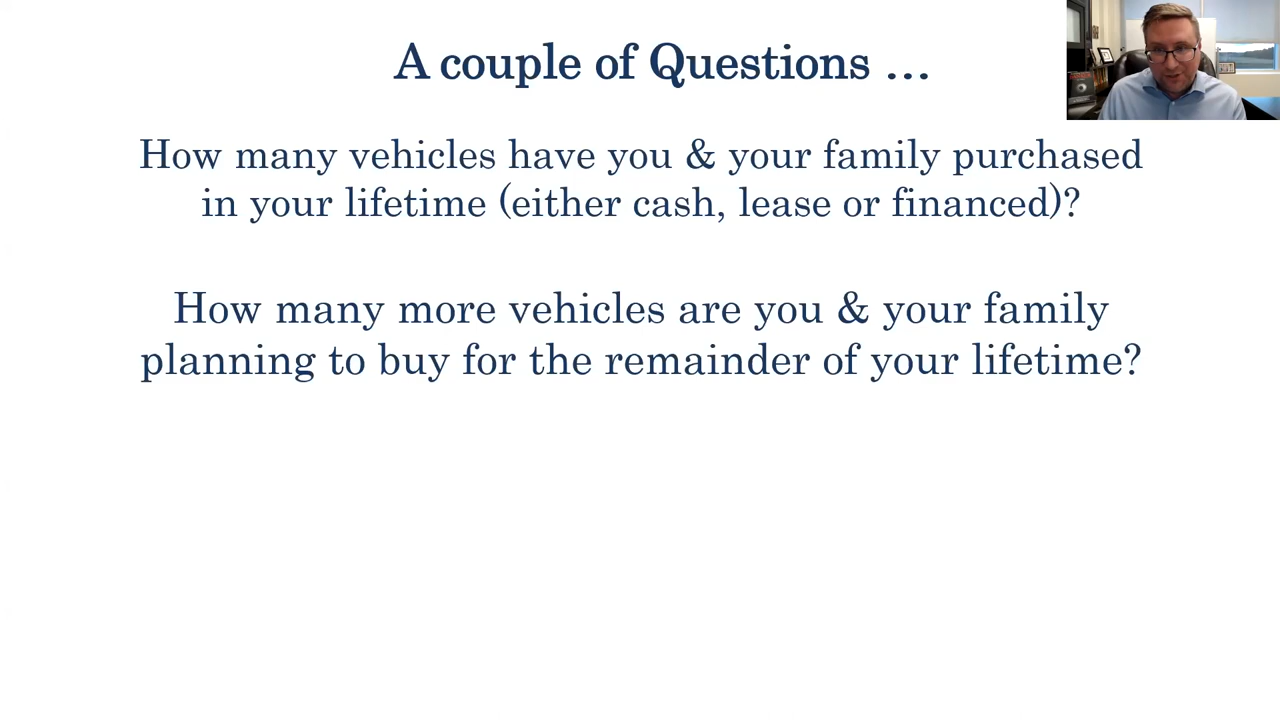 A couple of Questions ...
How many vehicles have you & your family purchased
in your lifetime (either cash, lease or financed)?
How many more vehicles are you & your family
planning to buy for the remainder of your lifetime?